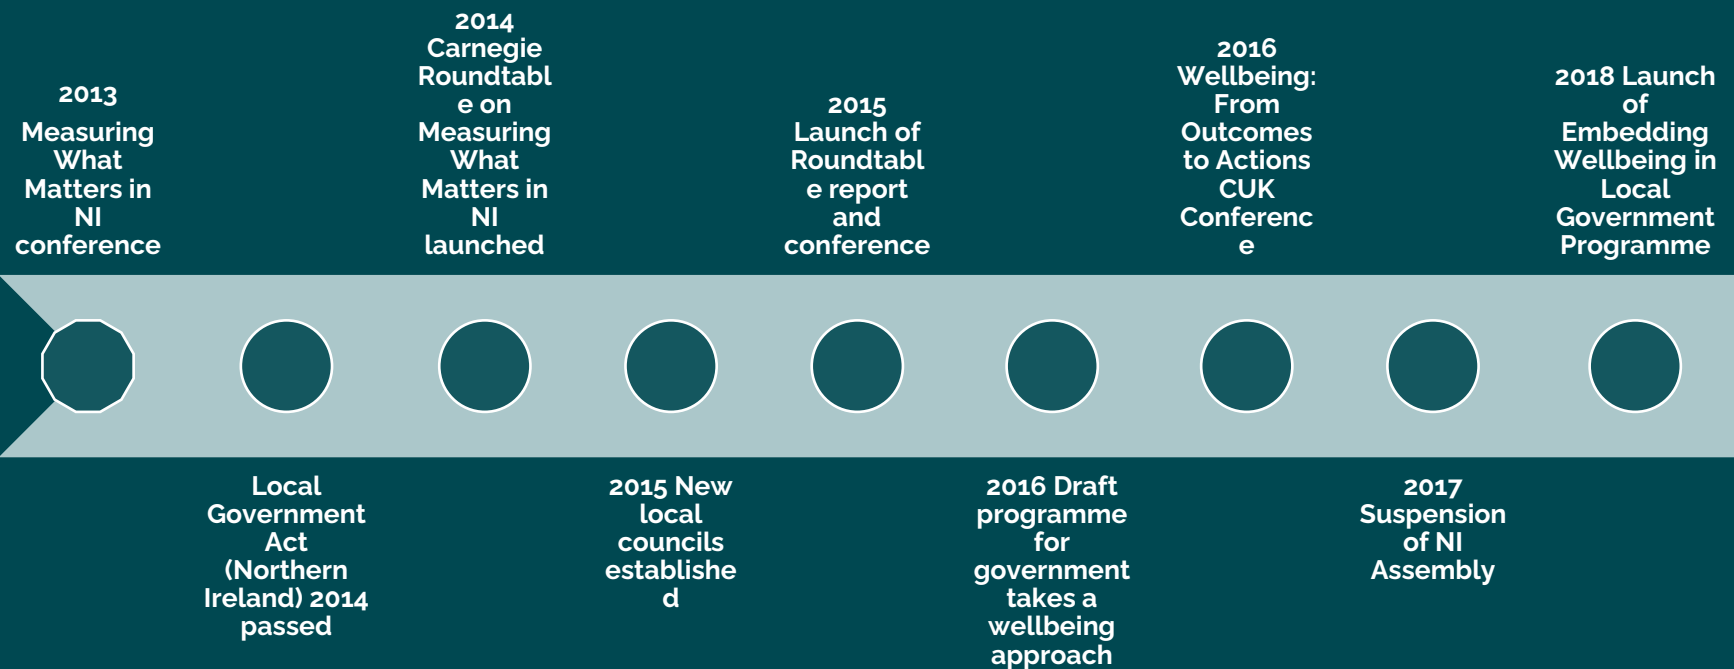 2013
Measuring
What
Matters in
NI
conference
Local
Government
Act
(Northern
Ireland) 2014
passed
2014
Carnegie
Roundtabl
e on
Measuring
What
Matters in
NI
launched
2015 New
local
councils
establishe
d
2015
Launch of
Roundtabl
e report
and
conference
2016 Draft
programme
for
government
takes a
wellbeing
approach
2016
Wellbeing:
From
Outcomes
to Actions
CUK
Conferenc
e
2017
Suspension
of NI
Assembly
2018 Launch
of
Embedding
Wellbeing in
Local
Government
Programme